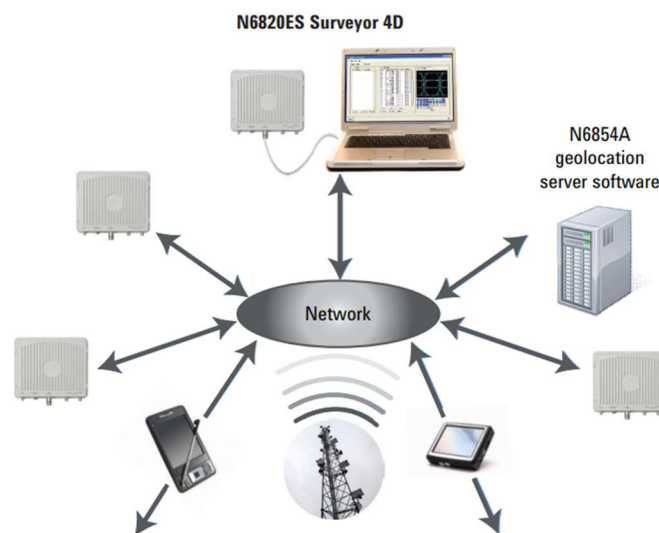 N6820ES Surveyor 4D
N6854A
geolocation
server software
Network